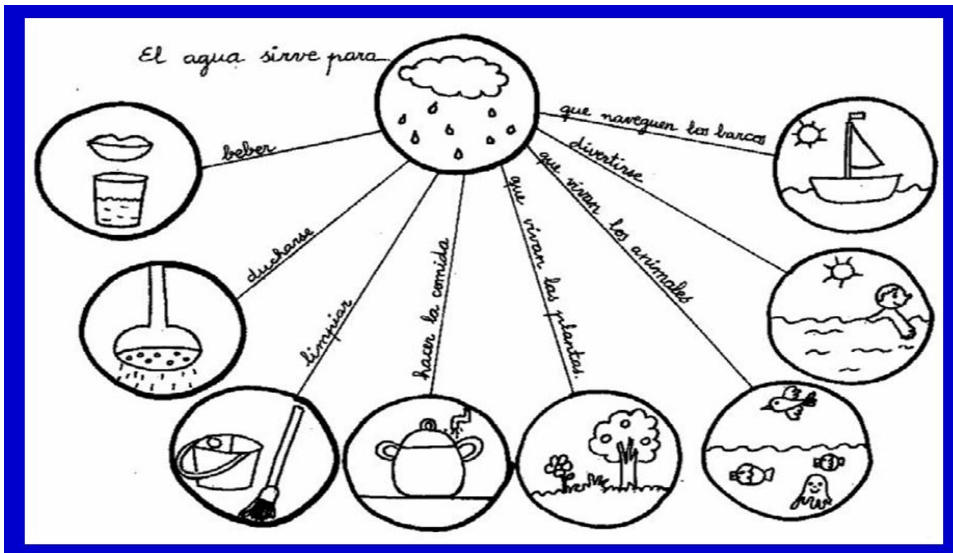 El agua sirve para
beber
ducharse
limpiar
hacer la comida
que vivan las plantas.
que vivan los animales
divertirse
que naveguen los barcos